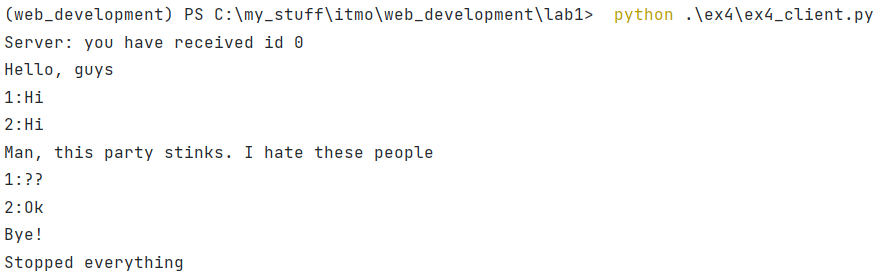 (web_development) PS C:\my_stuff\itmo\web_development\lab1>  python .\ex4\ex4_client.py
Server: you have received id 0
Hello, guys
1:Hi
2:Hi
Man, this party stinks. I hate these people
1:??
2:Ok
Bye!
Stopped everything